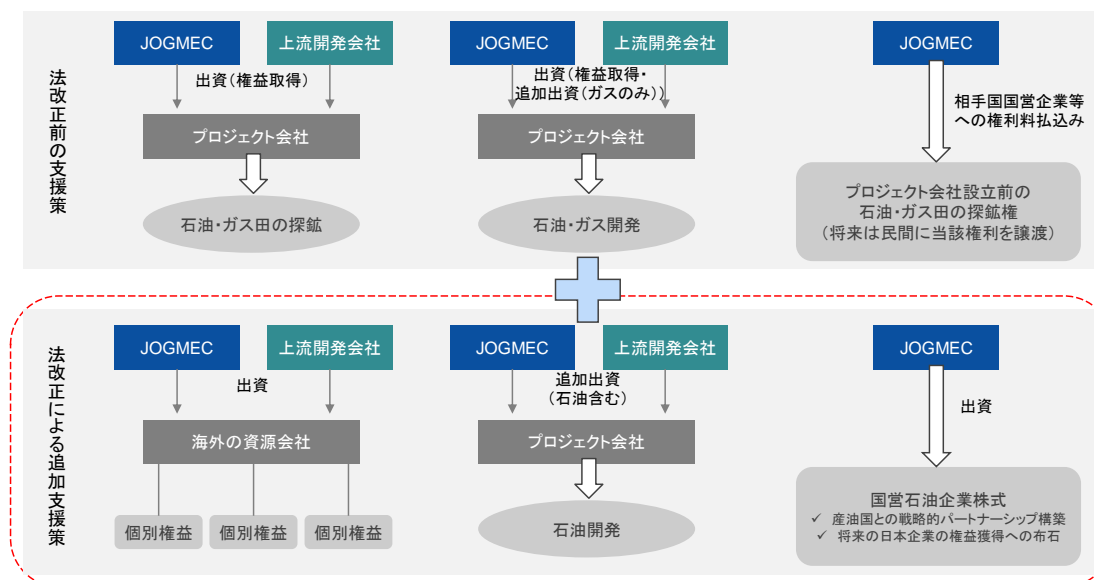 法改正前の支援策
JOGMEC
上流開発会社
出資(権益取得)
プロジェクト会社
石油・ガス田の探鉱
JOGMEC
上流開発会社
出資(権益取得・
追加出資(ガスのみ))
プロジェクト会社
石油・ガス開発
JOGMEC
相手国国営企業等
への権利料払込み
プロジェクト会社設立前の
石油・ガス田の探鉱権
(将来は民間に当該権利を譲渡)
法改正による追加支援策
JOGMEC
上流開発会社
出資
海外の資源会社
個別権益
個別権益
個別権益
JOGMEC
上流開発会社
追加出資
(石油含む)
プロジェクト会社
石油開発
JOGMEC
出資
国営石油企業株式
✓ 産油国との戦略的パートナーシップ構築
✓ 将来の日本企業の権益獲得への布石